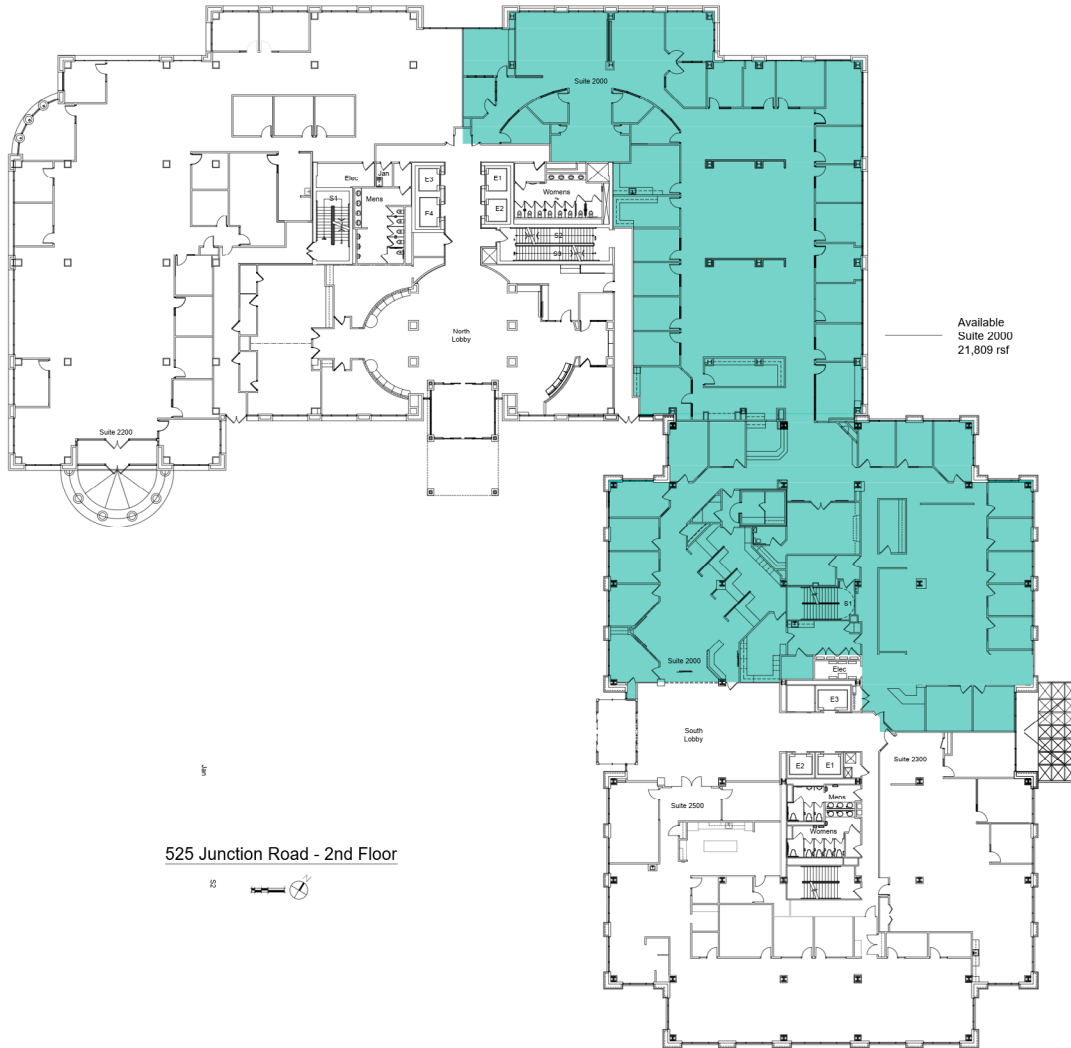 Suite 2000
Elec
Jan
E3
E1
S1
Mens
Womens
E4
E2
S2
S3
North
Lobby
Available
Suite 2000
21,809 rsf
Suite 2200
S1
Suite 2000
Elec
E3
South
Lobby
Suite 2300
E2
E1
Jan
Mens
Suite 2500
Womens
525 Junction Road - 2nd Floor
S2
N